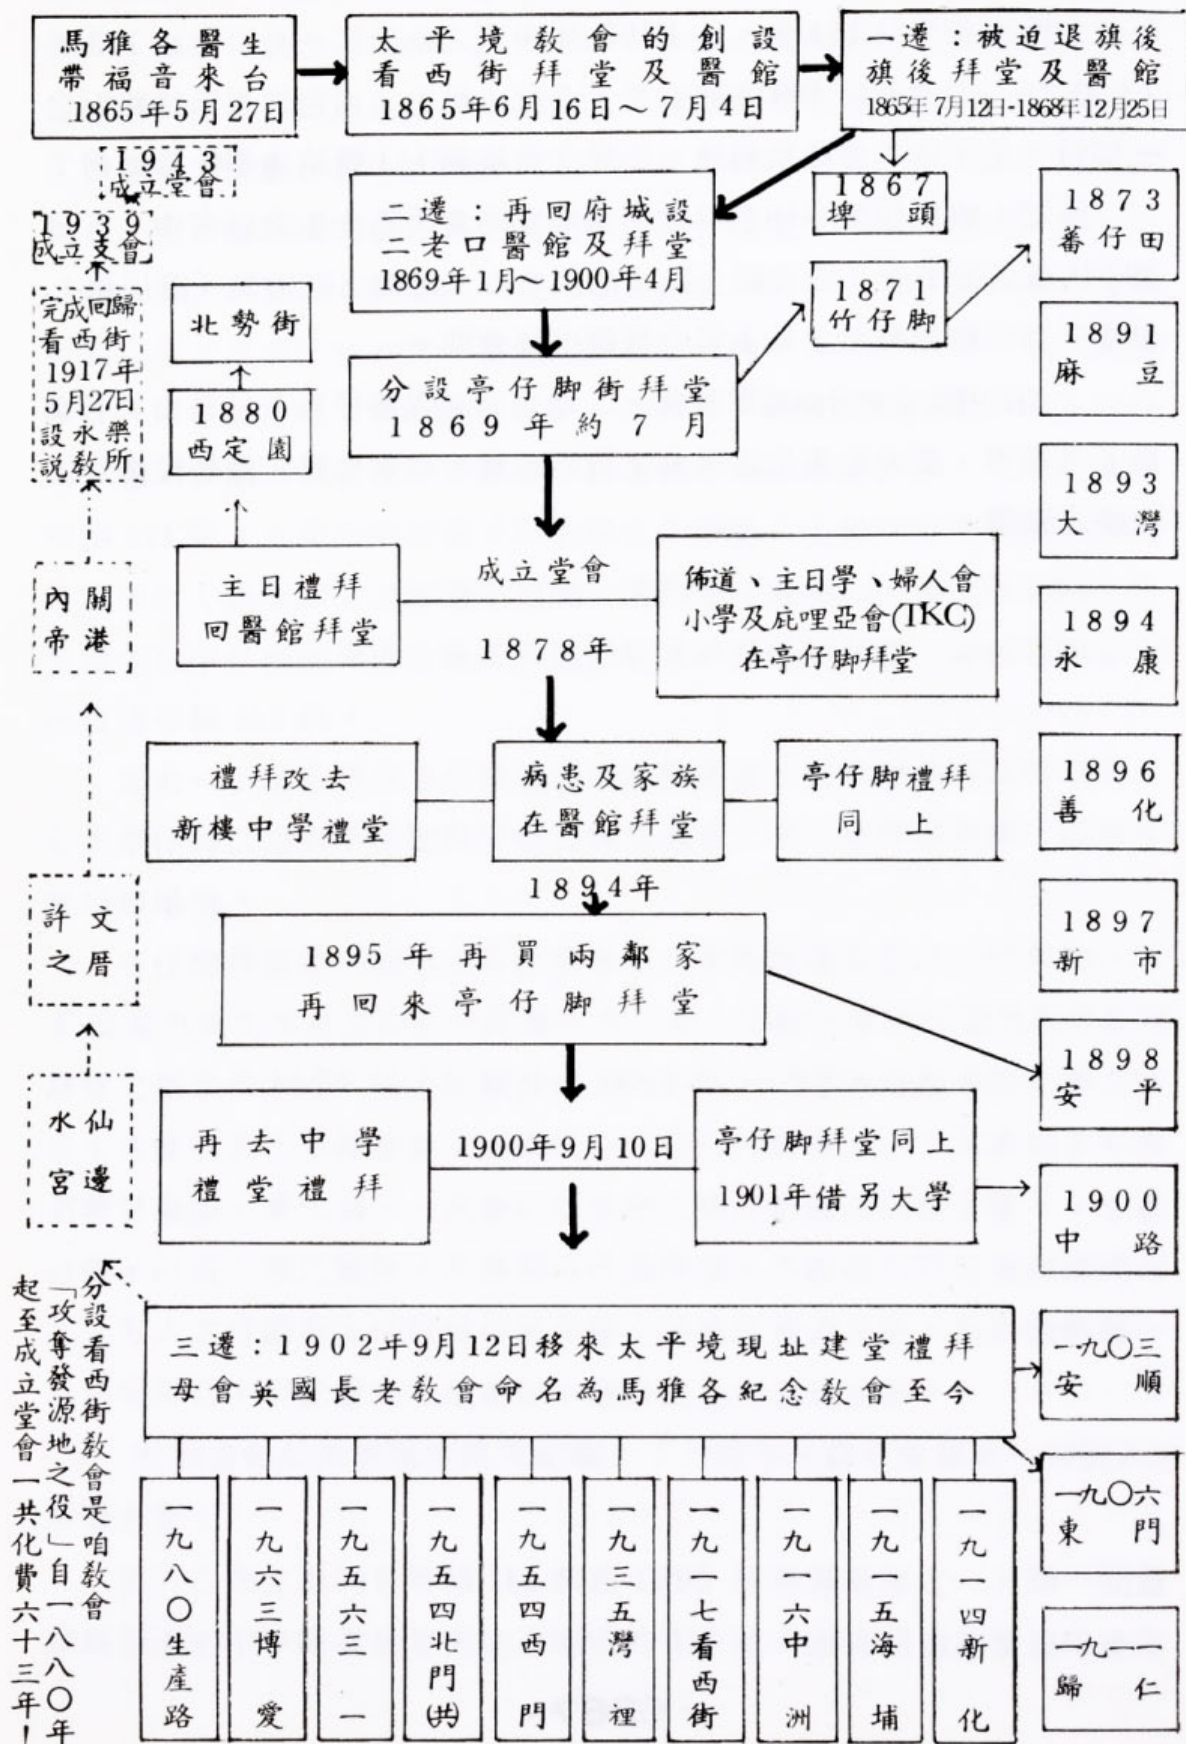 馬雅各醫生
帶福音來台
1865年5月27日
太平境敎會的創設
看西街拜堂及醫館
1865年6月16日～7月4日
一遷：被迫退旗後
旗後拜堂及醫館
1865年7月12日-1868年12月25日
二遷：再回府城設
二老口醫館及拜堂
1869年1月～1900年4月
1867
埤頭
1873
蕃仔田
1871
竹仔脚
1891
麻豆
1943
成立堂會
1939
成立支會
完成回歸
看西街
1917年
5月27日
設永樂
説敎所
北勢街
1880
西定園
分設亭仔脚街拜堂
1869年約7月
1893
大灣
主日禮拜
回醫館拜堂
成立堂會
1878年
佈道、主日學、婦人會
小學及庇哩亞會(TKC)
在亭仔脚拜堂
1894
永康
內關
帝港
禮拜改去
新樓中學禮堂
病患及家族
在醫館拜堂
亭仔脚禮拜
同上
1896
善化
1894年
許文
之厝
1895年再買兩鄰家
再回來亭仔脚拜堂
1897
新市
1898
安平
水仙
宮邊
再去中學
禮堂禮拜
1900年9月10日
亭仔脚拜堂同上
1901年借另大學
1900
中路
三遷：1902年9月12日移來太平境現址建堂禮拜
母會英國長老敎會命名為馬雅各紀念敎會至今
一九〇三
安順
一九〇六
東門
一九一一
歸仁
分設看西街敎會是咱敎會
「攻奪發源地之役」自一八八〇年
起至成立堂會一共化費六十三年！
一九一四新化
一九一五海埔
一九一六中洲
一九一七看西街
一九三五灣裡
一九五四西門
一九五四北門(共)
一九五六三一
一九六三博愛
一九八〇生產路